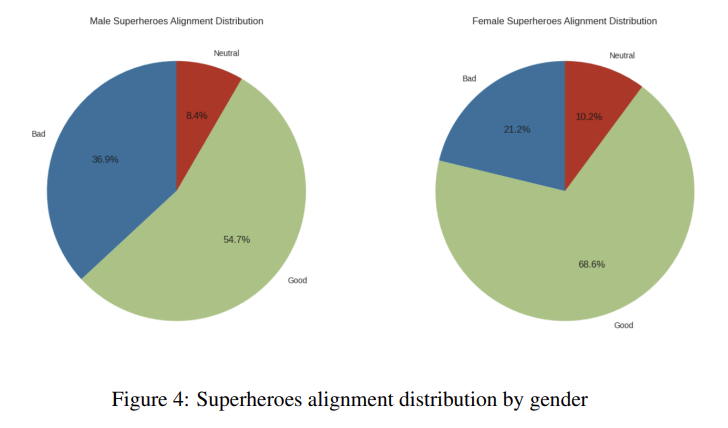 Male Superheroes Alignment Distribution
Neutral
8.4%
Bad
36.9%
54.7%
Good
Female Superheroes Alignment Distribution
Neutral
Bad
10.2%
21.2%
68.6%
Good
Figure 4: Superheroes alignment distribution by gender